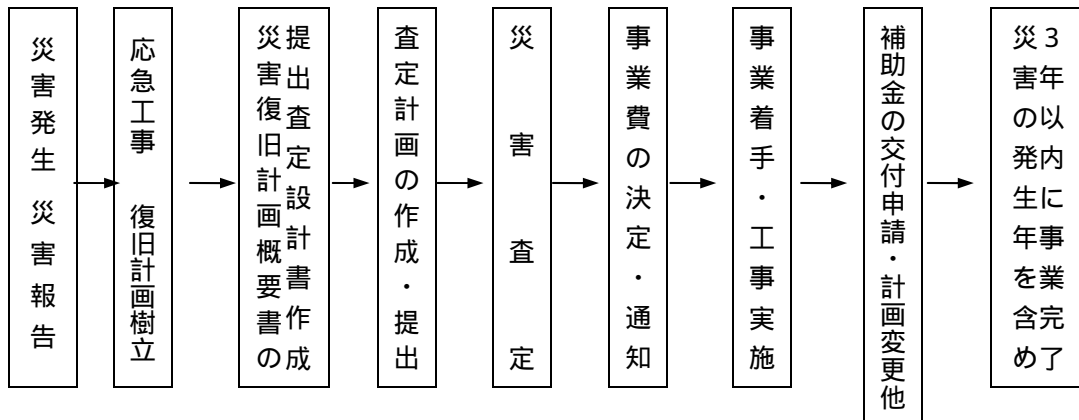 災害発生 災害報告
応急工事 復旧計画樹立
災害復旧計画概要書の
提出査定設計書作成
査定計画の作成・提出
災害査定
事業費の決定・通知
事業着手・工事実施
補助金の交付申請・計画変更他
災害の発生年を含め
3年以内に事業完了